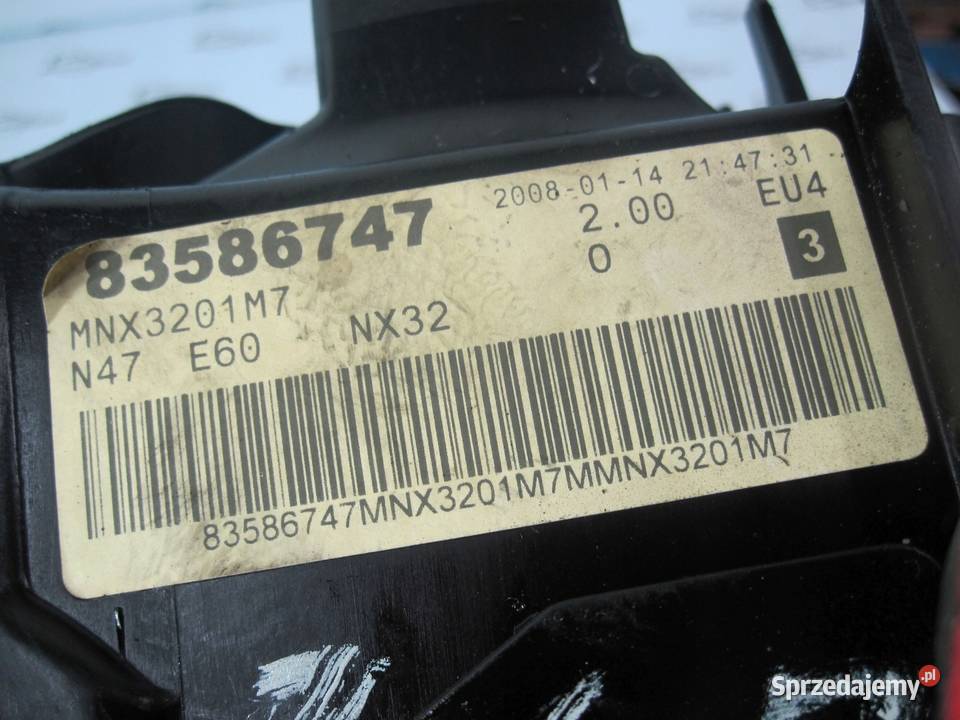 2008-01-14 21:47:31
83586747 2.00 EU4
MNX3201M7 0 3
N47 E60 NX32
83586747MNX3201M7MMNX3201M7
Sprzedajemy.pl